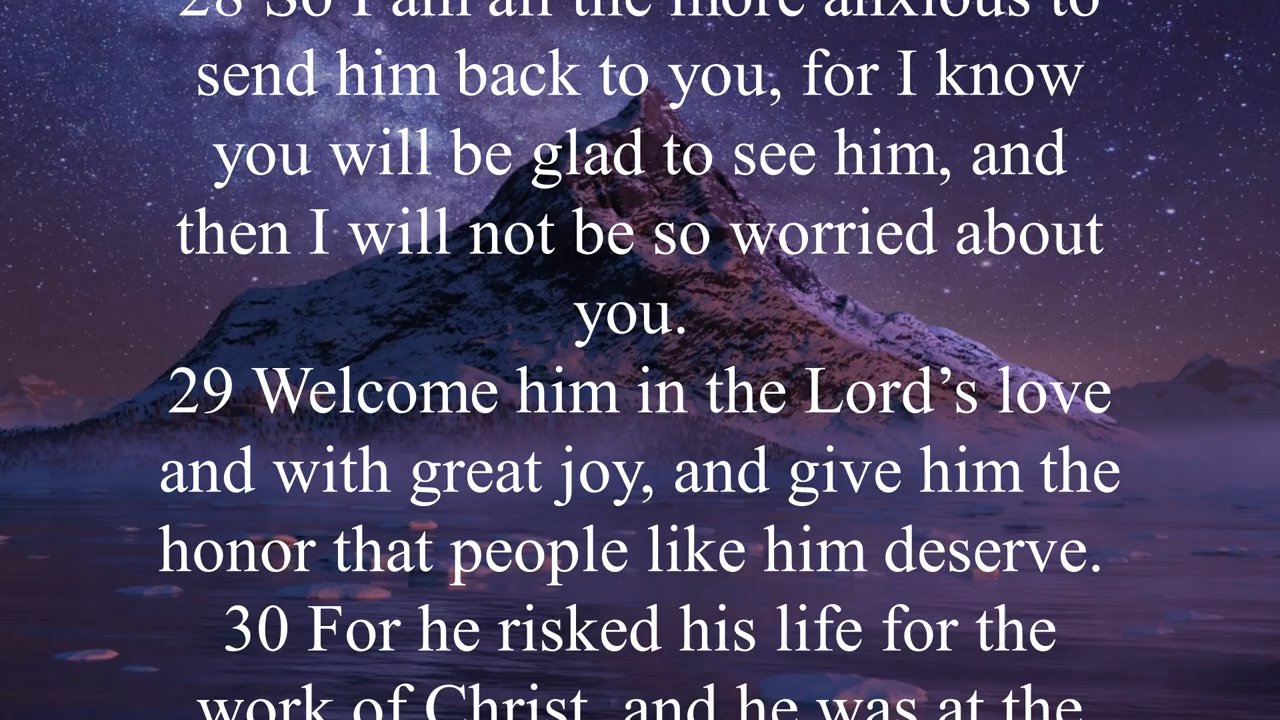 28 So I am all the more anxious to
send him back to you, for I know
you will be glad to see him, and
then I will not be so worried about
you.
29 Welcome him in the Lord’s love
and with great joy, and give him the
honor that people like him deserve.
30 For he risked his life for the
work of Christ, and he was at the